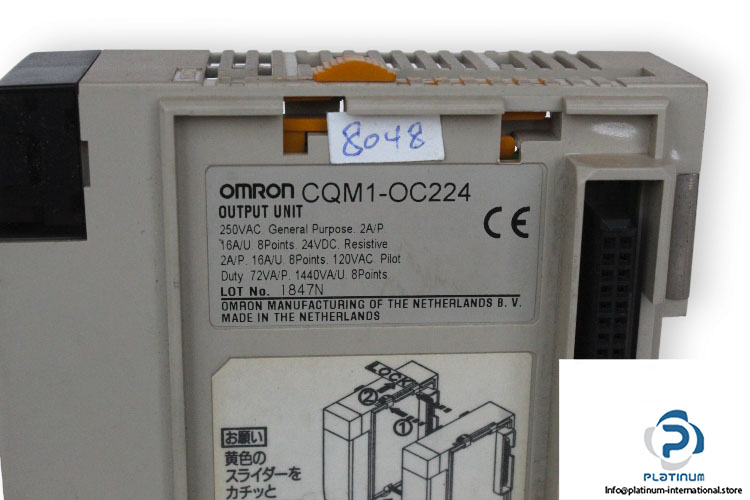 8048
OMRON CQM1-OC224
OUTPUT UNIT
250VAC. General Purpose. 2A/P.
16A/U. 8Points. 24VDC. Resistive
2A/P. 16A/U. 8Points. 120VAC. Pilot
Duty. 72VA/P. 1440VA/U. 8Points.
LOT No. 1847N
OMRON MANUFACTURING OF THE NETHERLANDS B. V.
MADE IN THE NETHERLANDS
CE
LOCK
②
①
お願い
黄色の
スライダーを
カチッと
PLATINUM
Info@platinum-international.store